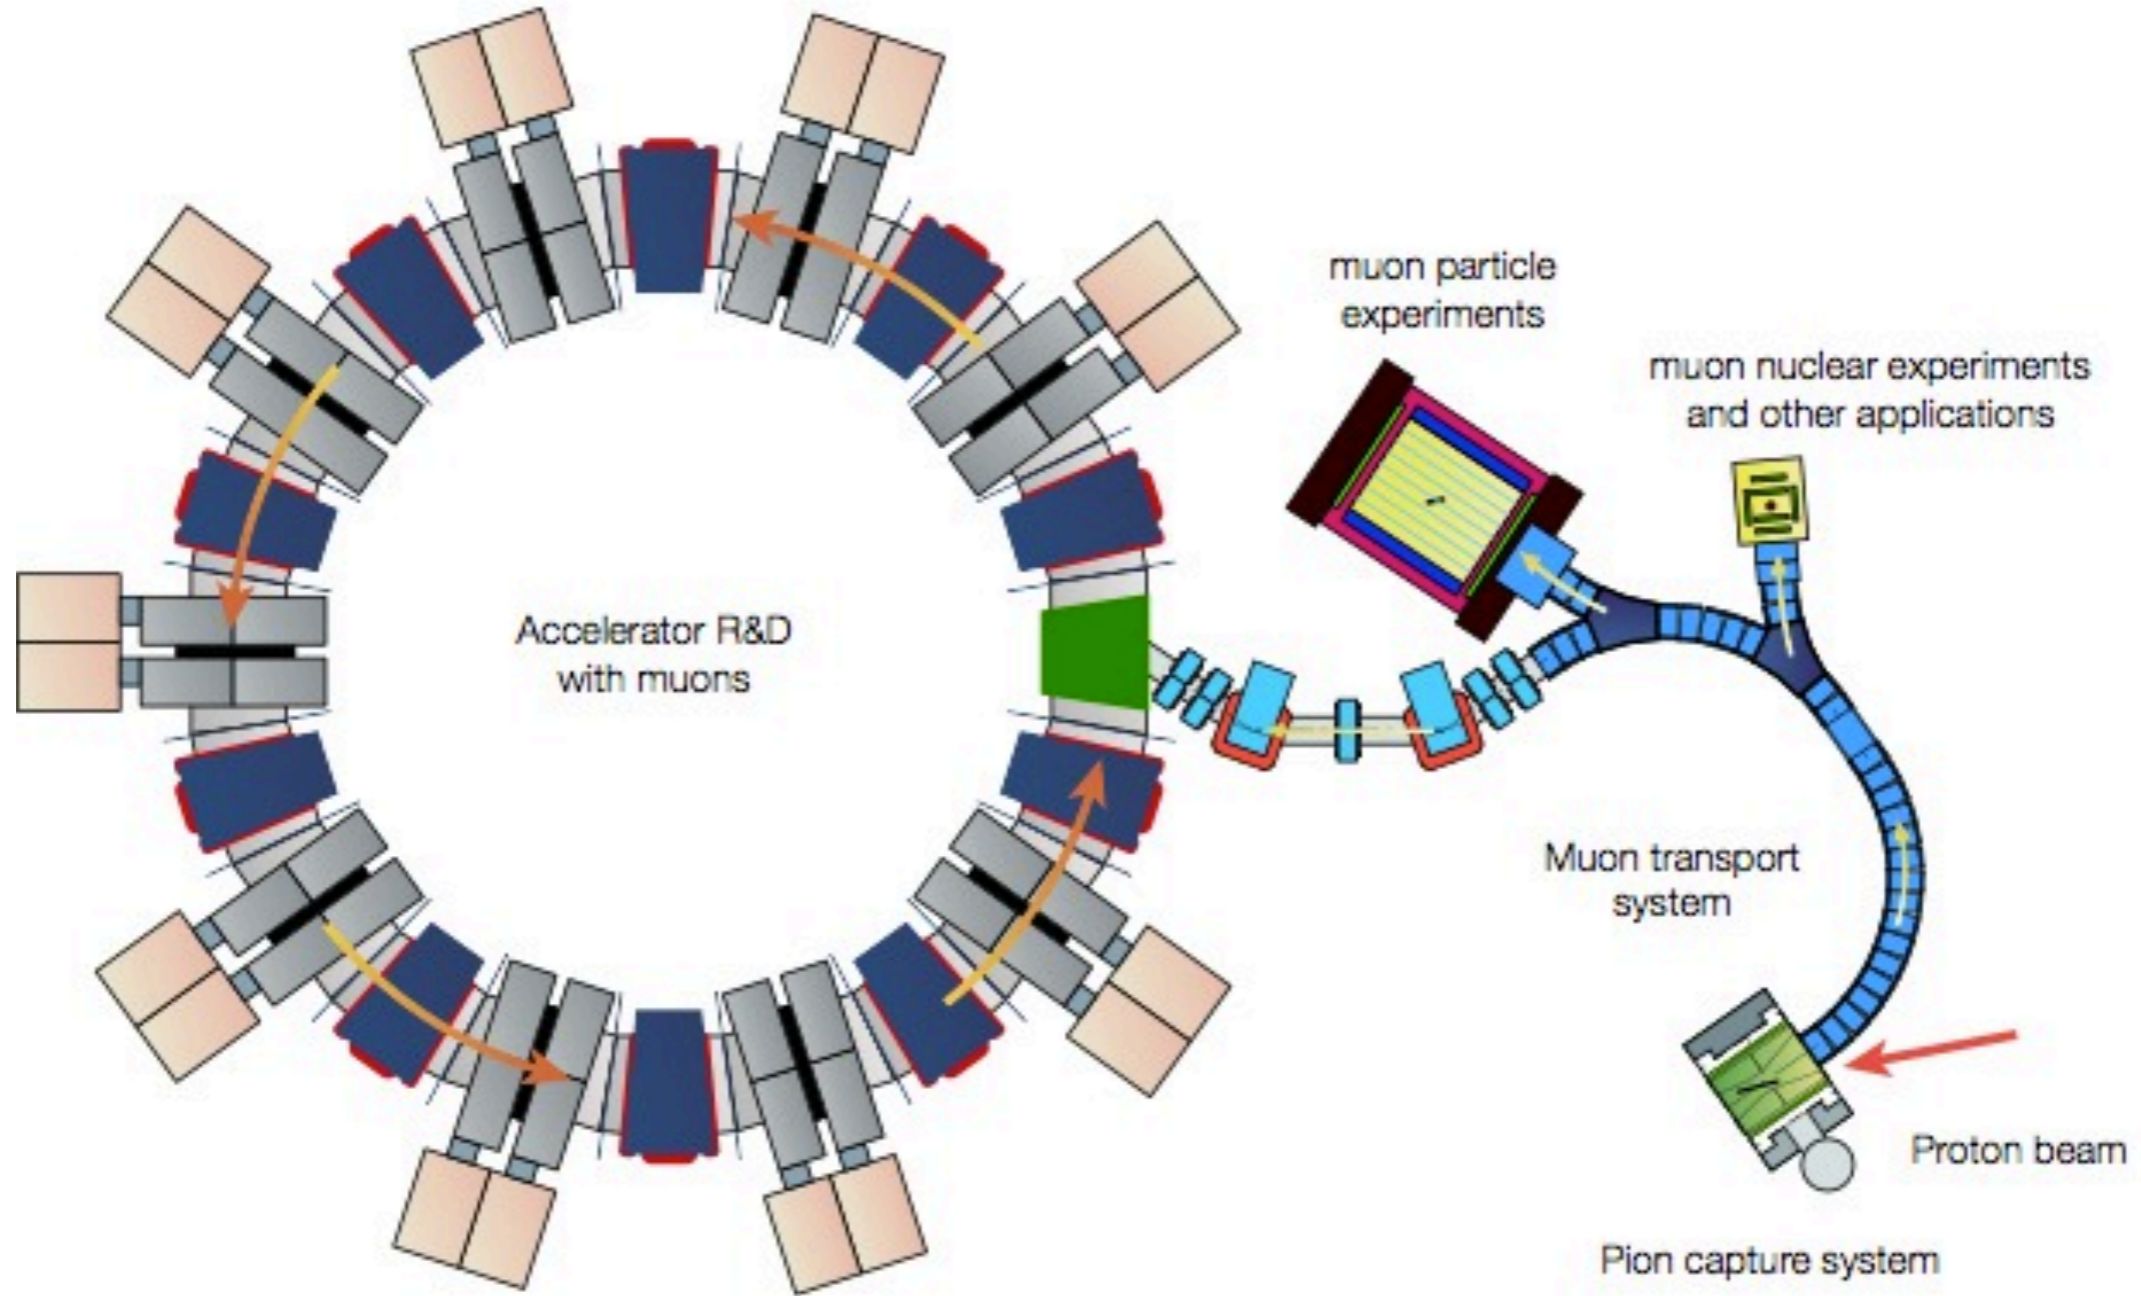 muon particle
experiments
muon nuclear experiments
and other applications
Accelerator R&D
with muons
Muon transport
system
Proton beam
Pion capture system